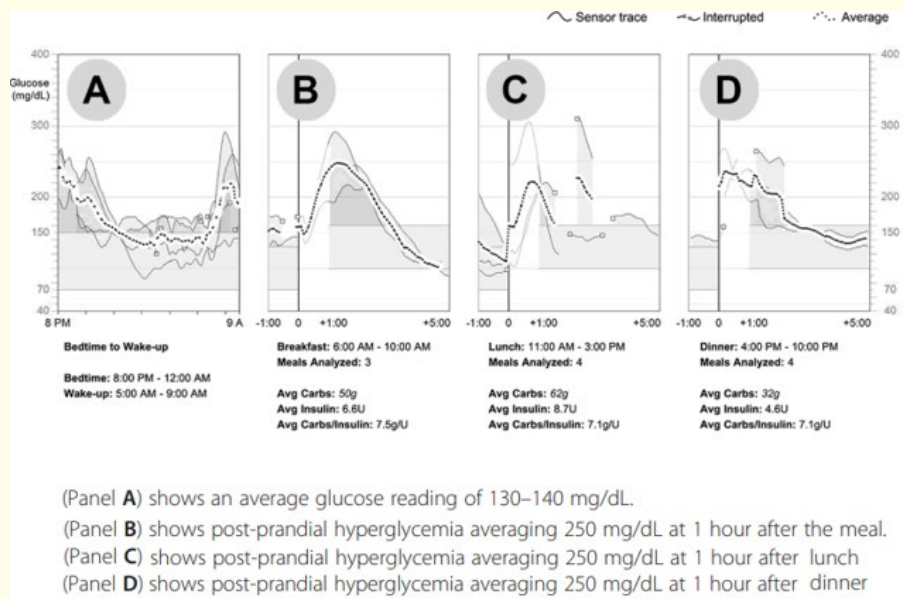 Sensor trace Interrupted Average
400 400
Glucose
(mg/dL)
A B C D
300 300
200 200
150 150
70 70
40 40
8 PM 9 A -1:00 0 +1:00 +5:00 -1:00 0 +1:00 +5:00 -1:00 0 +1:00 +5:00
Bedtime to Wake-up
Bedtime: 8:00 PM - 12:00 AM
Wake-up: 5:00 AM - 9:00 AM
Breakfast: 6:00 AM - 10:00 AM
Meals Analyzed: 3
Avg Carbs: 50g
Avg Insulin: 6.6U
Avg Carbs/Insulin: 7.5g/U
Lunch: 11:00 AM - 3:00 PM
Meals Analyzed: 4
Avg Carbs: 62g
Avg Insulin: 8.7U
Avg Carbs/Insulin: 7.1g/U
Dinner: 4:00 PM - 10:00 PM
Meals Analyzed: 4
Avg Carbs: 32g
Avg Insulin: 4.6U
Avg Carbs/Insulin: 7.1g/U
(Panel A) shows an average glucose reading of 130–140 mg/dL.
(Panel B) shows post-prandial hyperglycemia averaging 250 mg/dL at 1 hour after the meal.
(Panel C) shows post-prandial hyperglycemia averaging 250 mg/dL at 1 hour after lunch
(Panel D) shows post-prandial hyperglycemia averaging 250 mg/dL at 1 hour after dinner